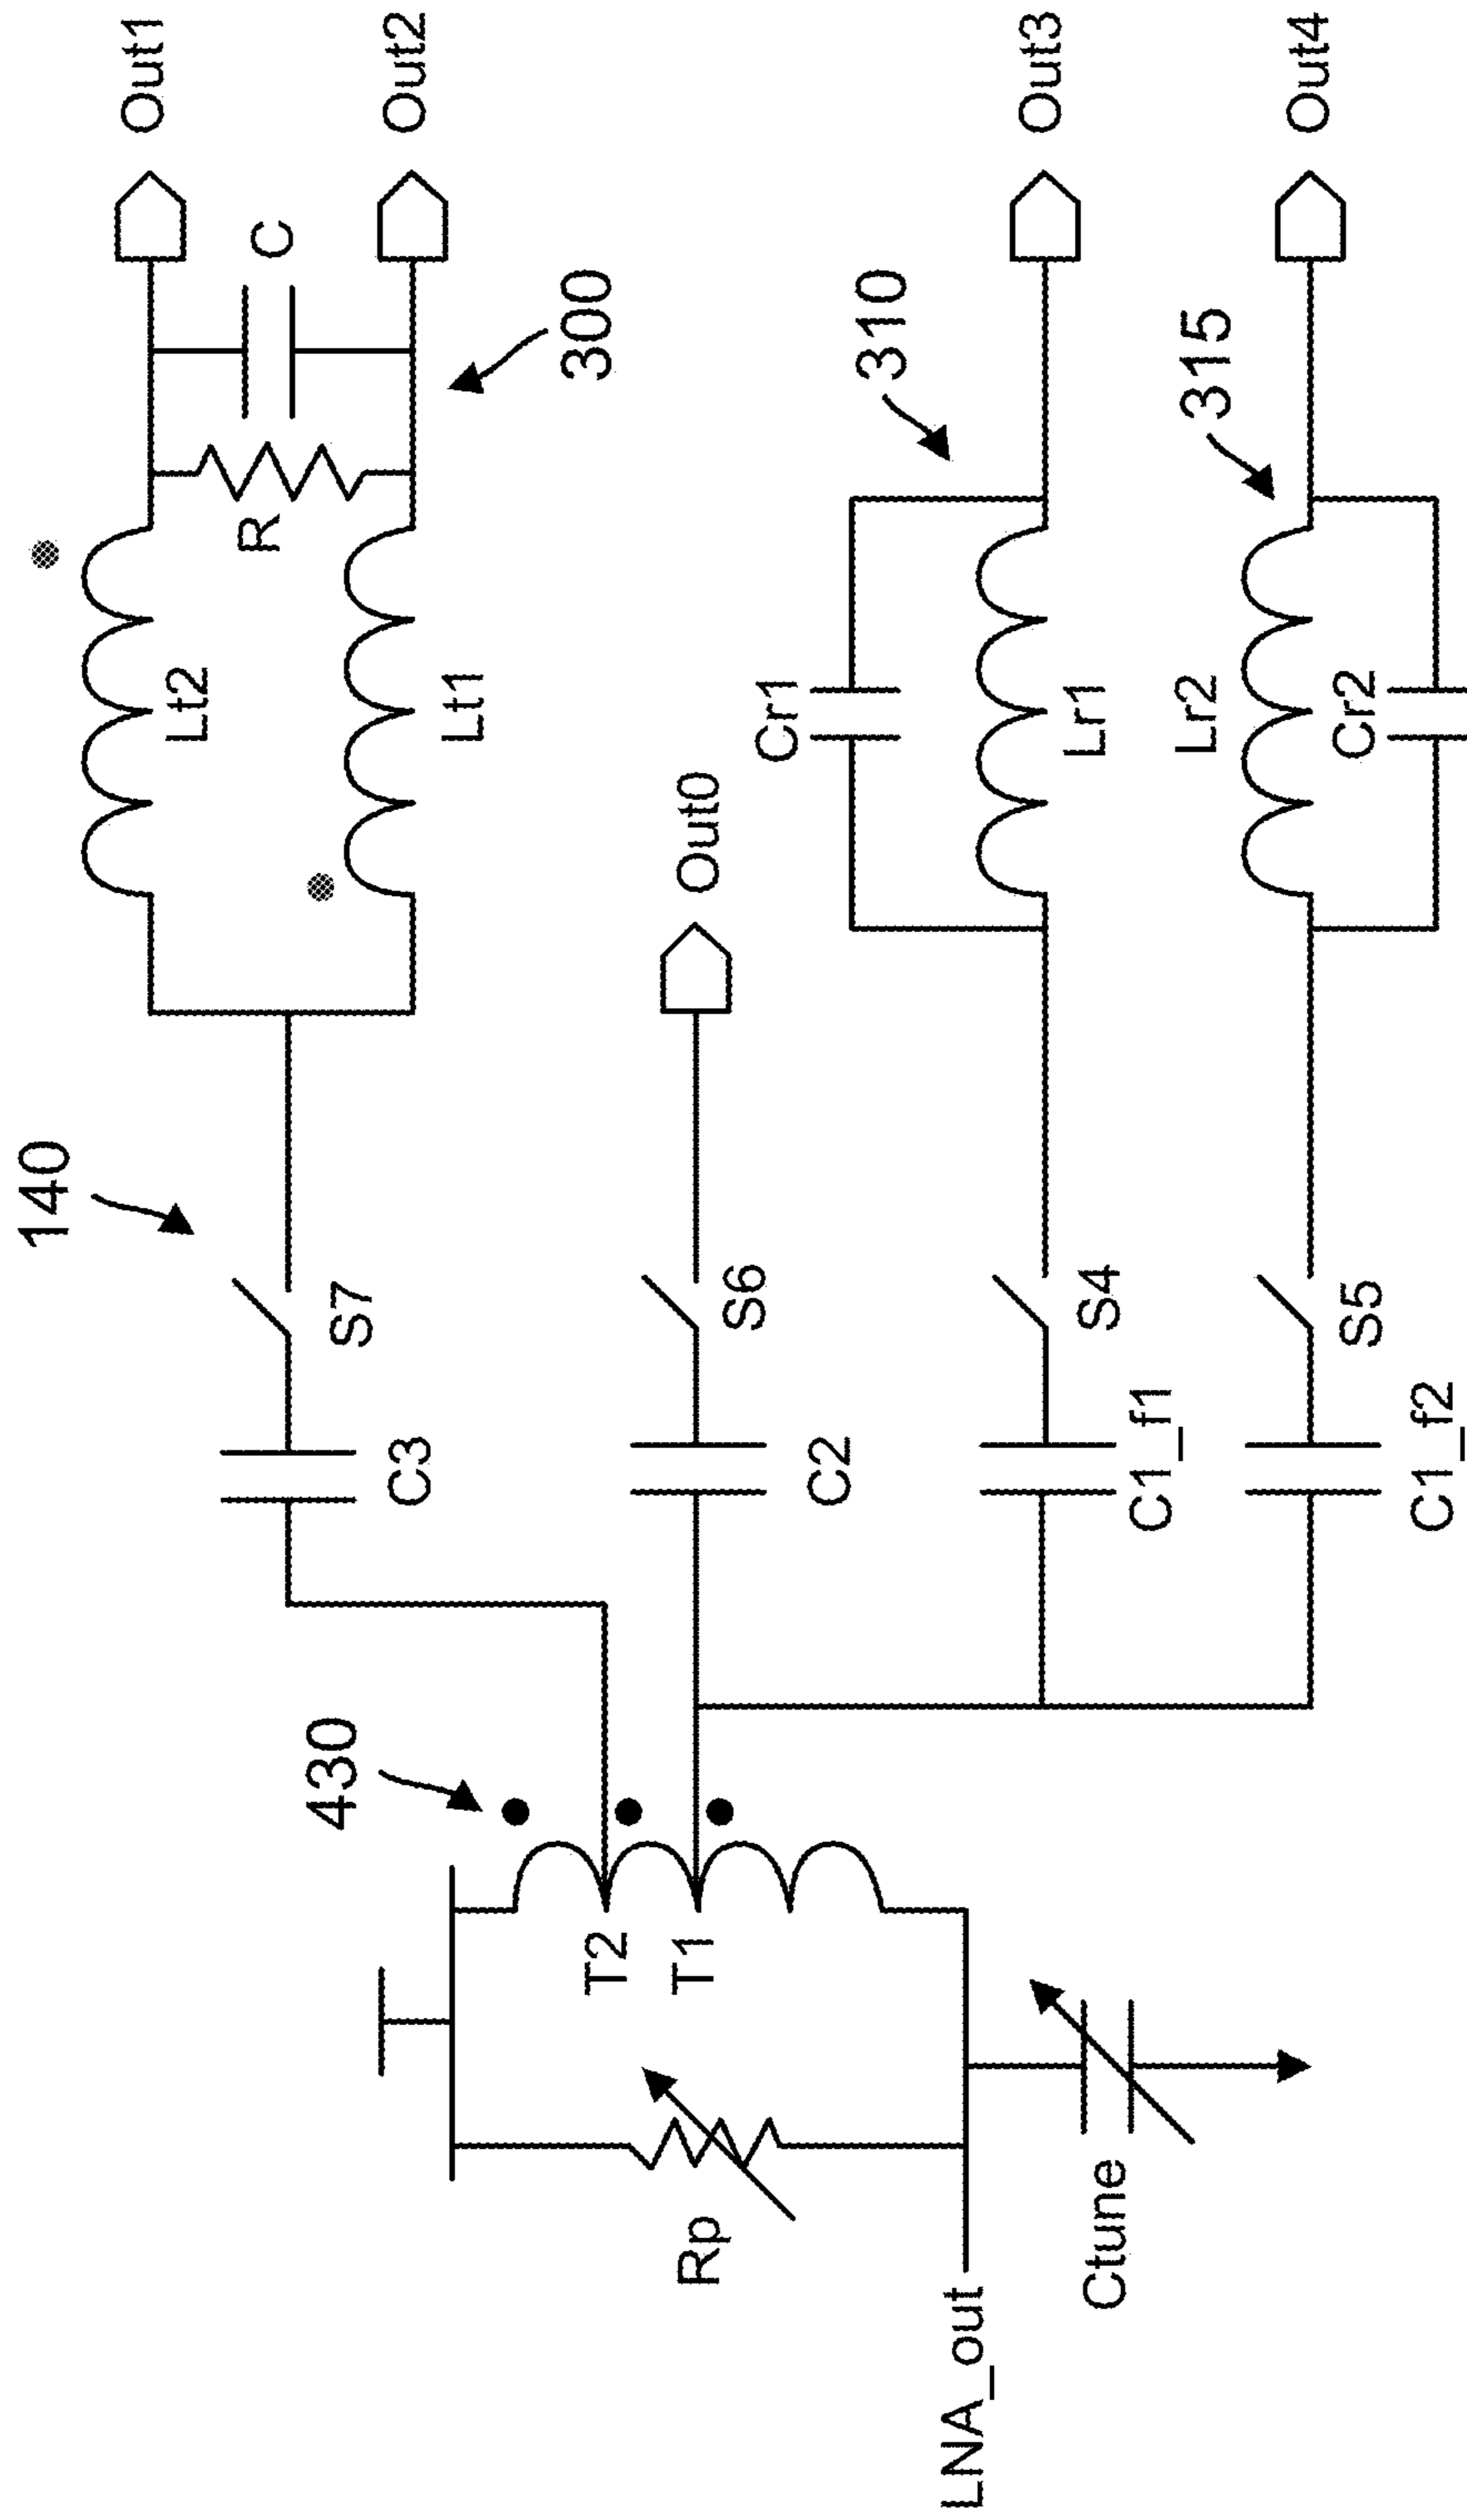 140
Out1
Lt2
C
R
Out2
Lt1
300
S7
C3
430
Out0
S6
C2
T2
T1
Rp
Cr1
310
Out3
Lr1
S4
C1_f1
Lr2
315
Out4
Cr2
S5
C1_f2
LNA_out
Ctune